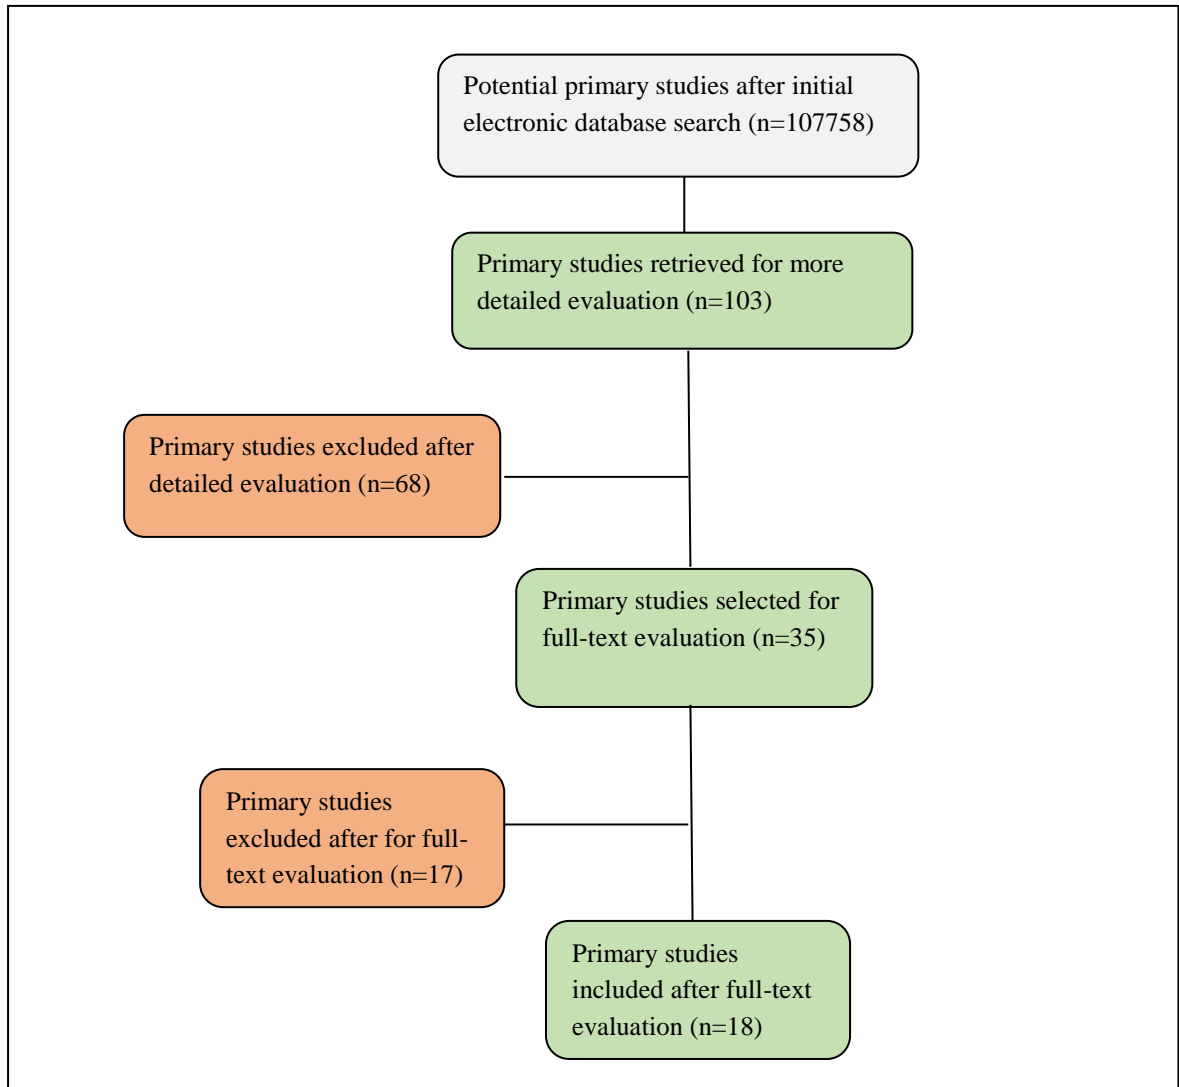 Potential primary studies after initial
electronic database search (n=107758)
Primary studies retrieved for more
detailed evaluation (n=103)
Primary studies excluded after
detailed evaluation (n=68)
Primary studies selected for
full-text evaluation (n=35)
Primary studies
excluded after for full-
text evaluation (n=17)
Primary studies
included after full-text
evaluation (n=18)